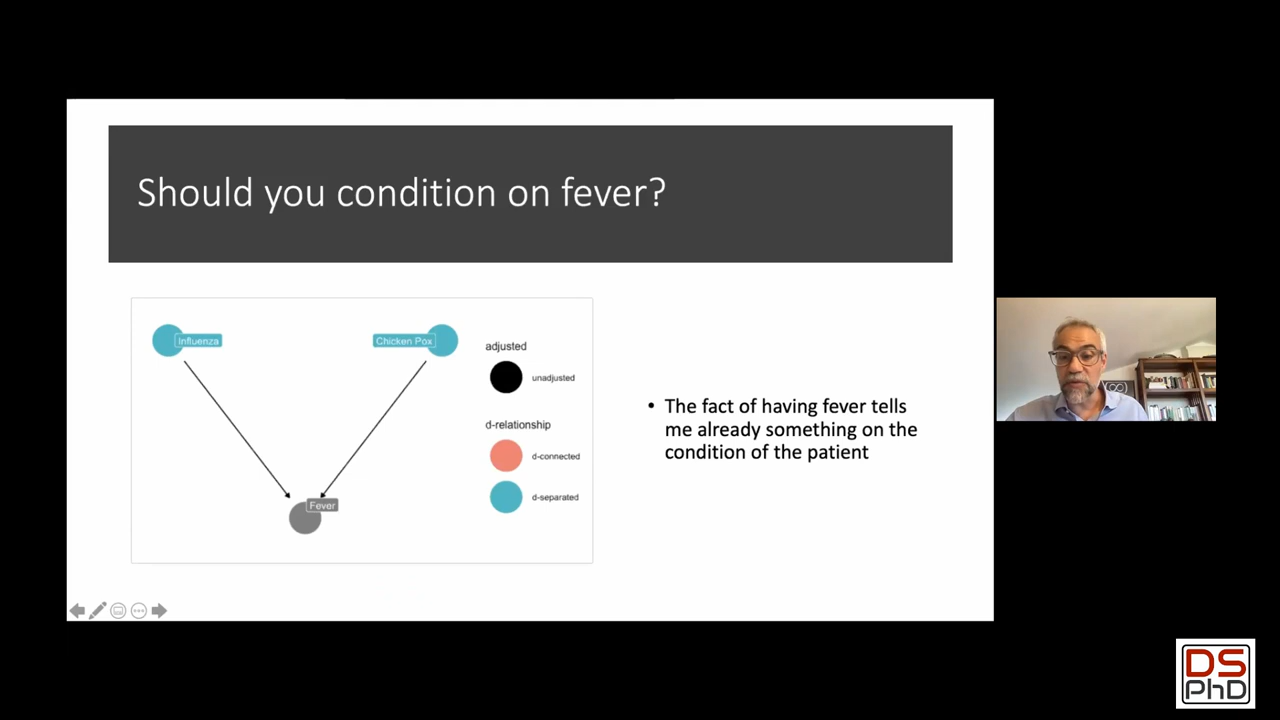 Should you condition on fever?
Influenza
Chicken Pox
Fever
adjusted
unadjusted
d-relationship
d-connected
d-separated
• The fact of having fever tells
me already something on the
condition of the patient
DS
PhD